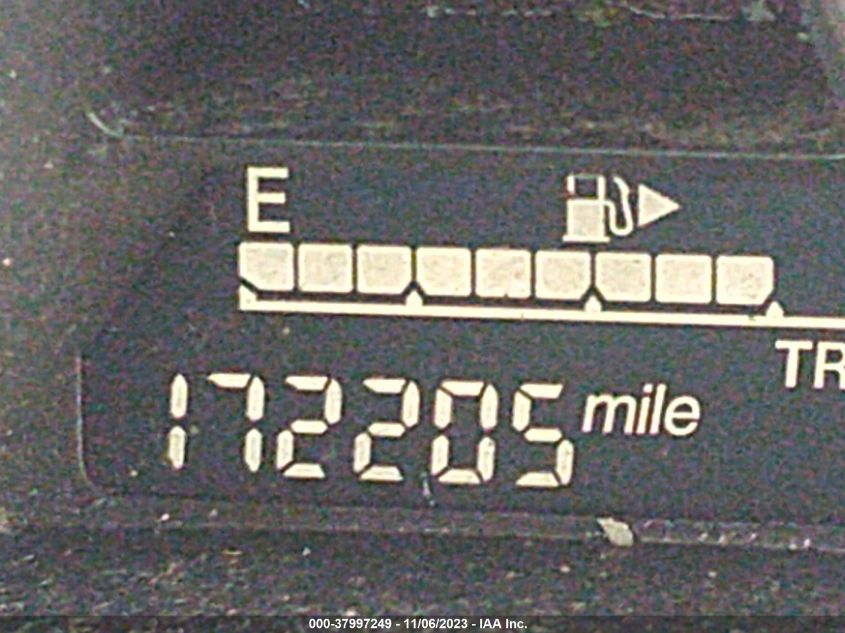 E
TR
172205 mile
000-37997249 - 11/06/2023 - IAA Inc.